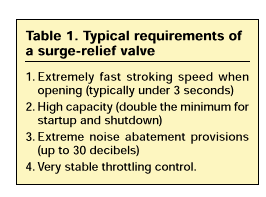 Table 1. Typical requirements of
a surge-relief valve
1. Extremely fast stroking speed when
opening (typically under 3 seconds)
2. High capacity (double the minimum for
startup and shutdown)
3. Extreme noise abatement provisions
(up to 30 decibels)
4. Very stable throttling control.